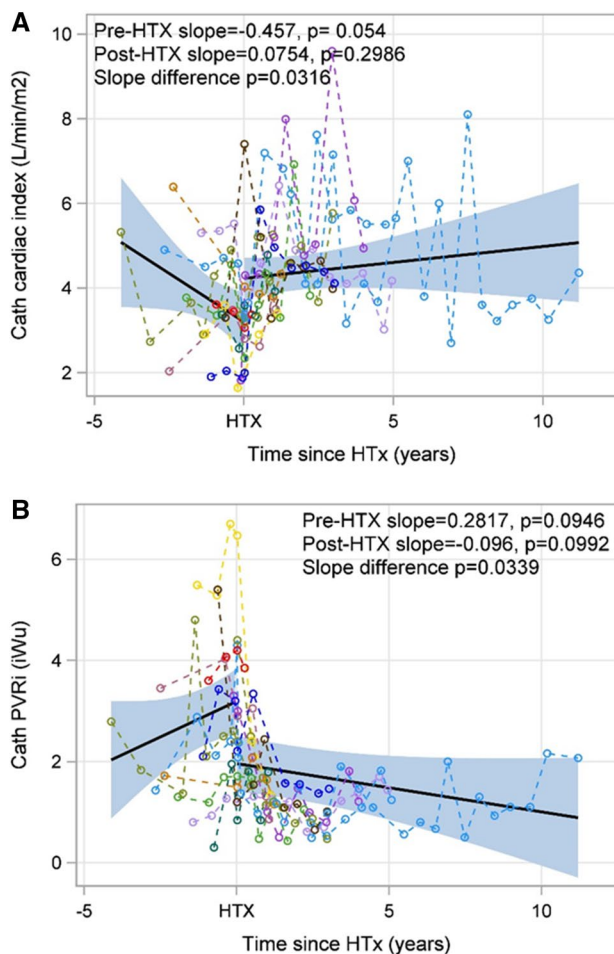 A
Pre-HTX slope=-0.457, p= 0.054
Post-HTX slope=0.0754, p=0.2986
Slope difference p=0.0316
Cath cardiac index (L/min/m2)
10
8
6
4
2
-5
HTX
5
10
Time since HTx (years)
B
Pre-HTX slope=0.2817, p=0.0946
Post-HTX slope=-0.096, p=0.0992
Slope difference p=0.0339
Cath PVRi (iWu)
6
4
2
0
-5
HTX
5
10
Time since HTx (years)